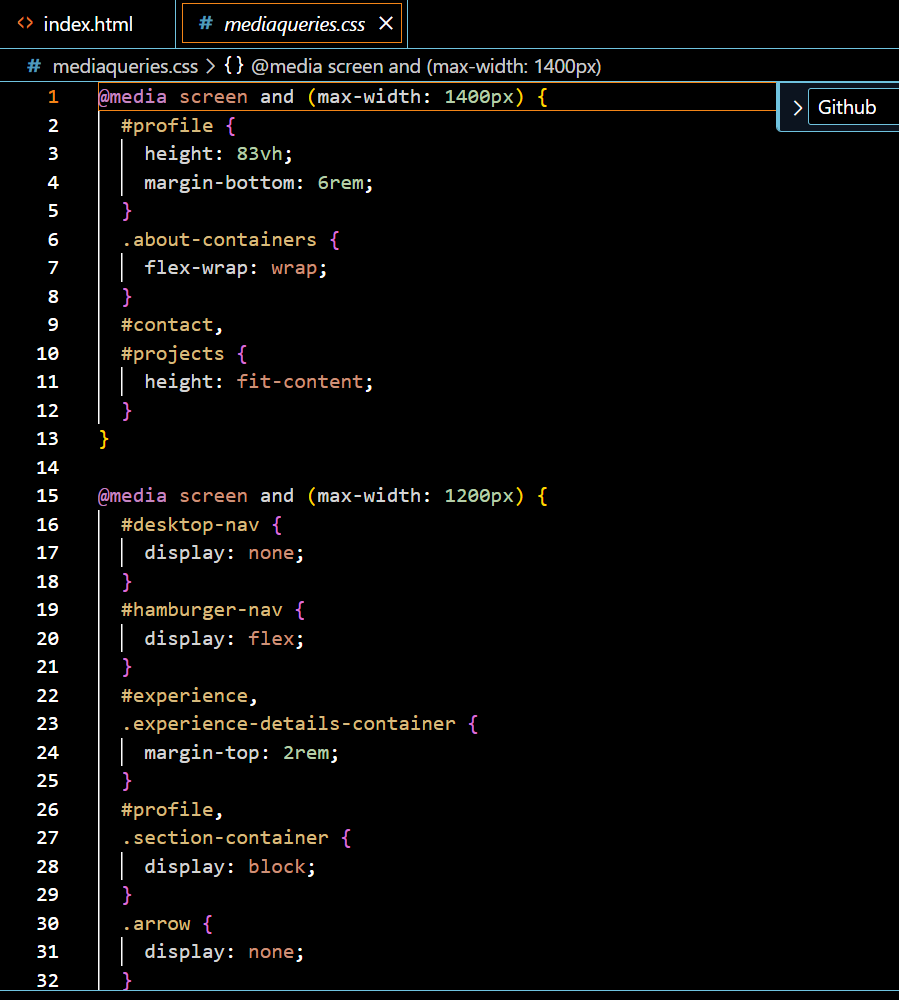 <> index.html # mediaqueries.css ✕
# mediaqueries.css > {} @media screen and (max-width: 1400px)
1 @media screen and (max-width: 1400px) {
> Github
2 #profile {
3 height: 83vh;
4 margin-bottom: 6rem;
5 }
6 .about-containers {
7 flex-wrap: wrap;
8 }
9 #contact,
10 #projects {
11 height: fit-content;
12 }
13 }
14
15 @media screen and (max-width: 1200px) {
16 #desktop-nav {
17 display: none;
18 }
19 #hamburger-nav {
20 display: flex;
21 }
22 #experience,
23 .experience-details-container {
24 margin-top: 2rem;
25 }
26 #profile,
27 .section-container {
28 display: block;
29 }
30 .arrow {
31 display: none;
32 }